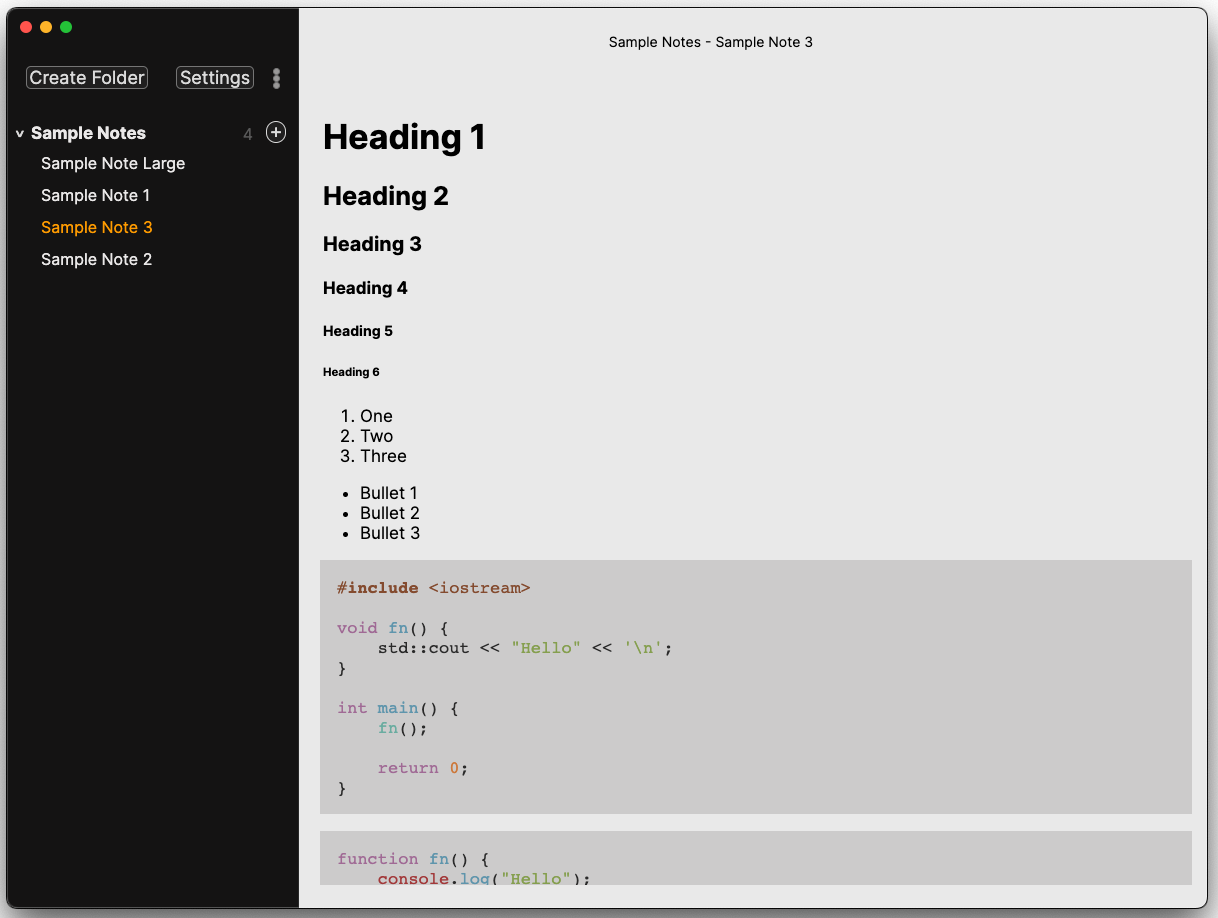 Create Folder Settings
Sample Notes 4
Sample Note Large
Sample Note 1
Sample Note 3
Sample Note 2
Sample Notes - Sample Note 3
Heading 1
Heading 2
Heading 3
Heading 4
Heading 5
Heading 6
1. One
2. Two
3. Three
• Bullet 1
• Bullet 2
• Bullet 3
#include <iostream>
void fn() {
    std::cout << "Hello" << '\n';
}
int main() {
    fn();
    return 0;
}
function fn() {
    console.log("Hello");